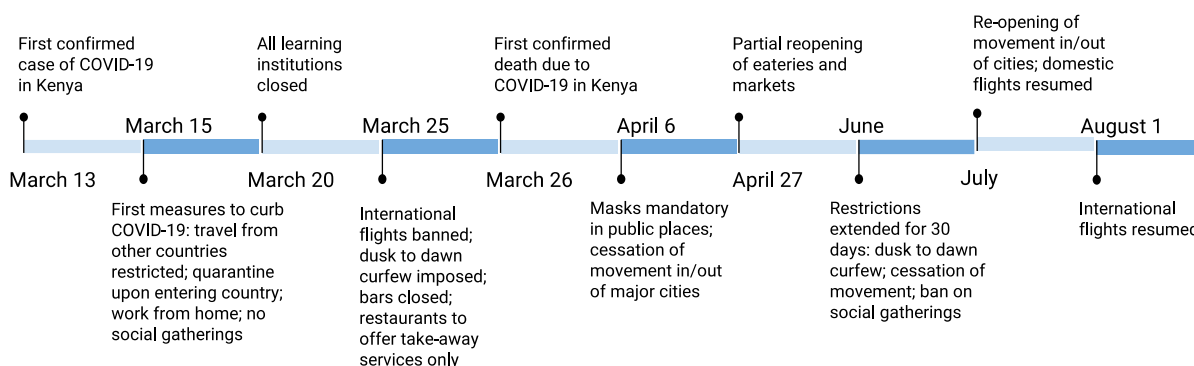 First confirmed
case of COVID-19
in Kenya
All learning
institutions
closed
First confirmed
death due to
COVID-19 in Kenya
Partial reopening
of eateries and
markets
Re-opening of
movement in/out
of cities; domestic
flights resumed
March 15
March 25
April 6
June
August 1
March 13
March 20
March 26
April 27
July
First measures to curb
COVID-19: travel from
other countries
restricted; quarantine
upon entering country;
work from home; no
social gatherings
International
flights banned;
dusk to dawn
curfew imposed;
bars closed;
restaurants to
offer take-away
services only
Masks mandatory
in public places;
cessation of
movement in/out
of major cities
Restrictions
extended for 30
days: dusk to dawn
curfew; cessation of
movement; ban on
social gatherings
International
flights resumed